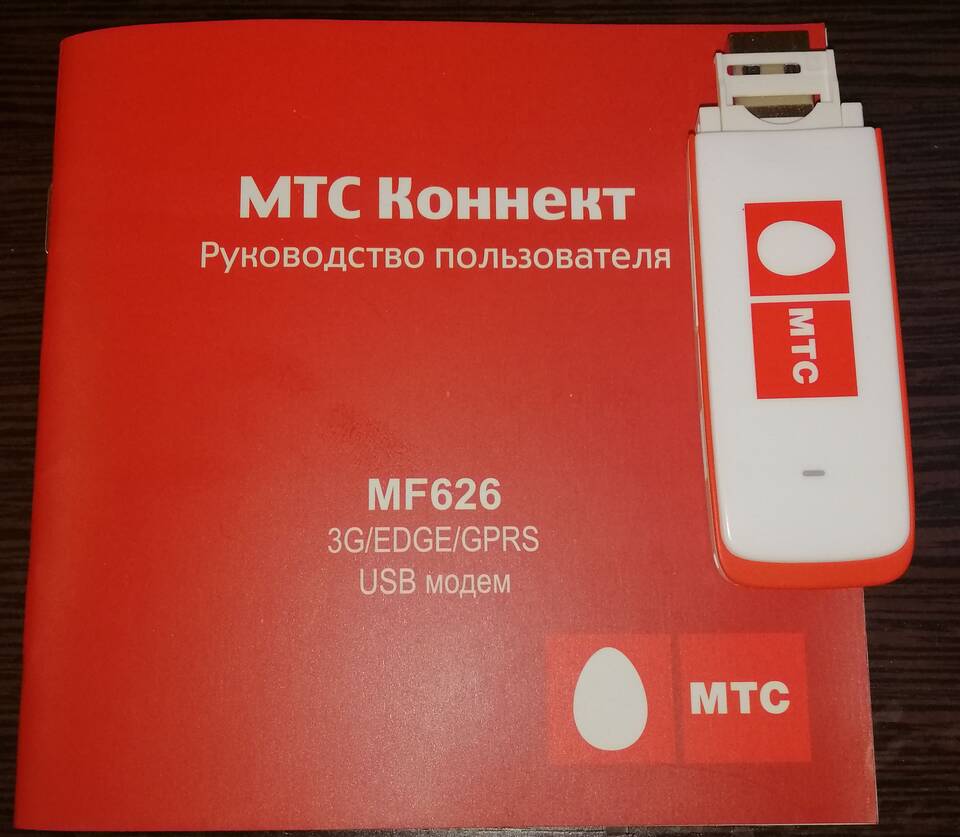 МТС Коннект
Руководство пользователя
МТС
MF626
3G/EDGE/GPRS
USB модем
МТС